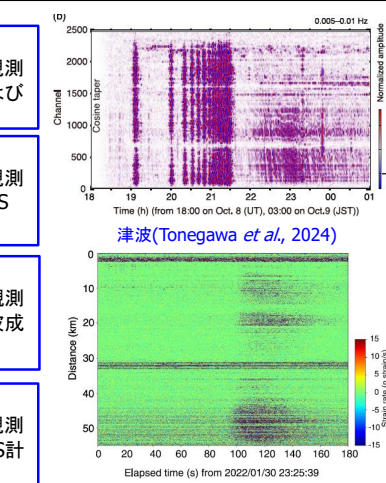 観測
よび
観測
S
観測
波成
観測
S計
(b)
0.005–0.01 Hz
Normalized amplitude
Channel
2500
2000
1500
1000
500
0
Cosine taper
18 19 20 21 22 23 00 01
Time (h) (from 18:00 on Oct. 8 (UT), 03:00 on Oct.9 (JST))
津波(Tonegawa et al., 2024)
Distance (km)
0
10
20
30
40
50
0 20 40 60 80 100 120 140 160 180
Elapsed time (s) from 2022/01/30 23:25:39
15
10
5
0
-5
-10
-15
Strain rate (n strain/s)